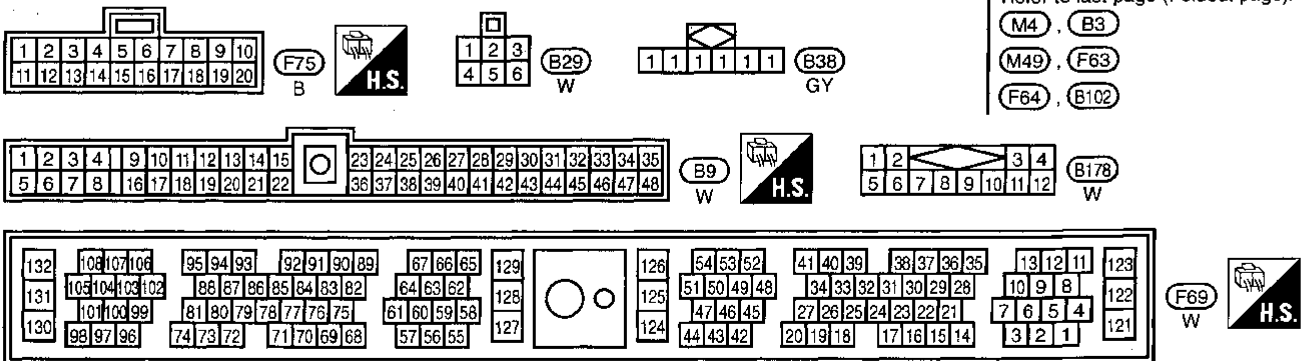 Refer to last page (Foldout page).
M4 , B3
M49 , F63
F64 , B102
1 2 3 4 5 6 7 8 9 10
11 12 13 14 15 16 17 18 19 20
F75
B
H.S.
1 2 3
4 5 6
B29
W
1 1 1 1 1 1
B38
GY
1 2 3 4 9 10 11 12 13 14 15 23 24 25 26 27 28 29 30 31 32 33 34 35
5 6 7 8 16 17 18 19 20 21 22 36 37 38 39 40 41 42 43 44 45 46 47 48
B9
W
H.S.
1 2 3 4
5 6 7 8 9 10 11 12
B178
W
132 108 107 106 95 94 93 92 91 90 89 67 66 65 129 126 54 53 52 41 40 39 38 37 36 35 13 12 11 123
105 104 103 102 88 87 86 85 84 83 82 64 63 62 51 50 49 48 34 33 32 31 30 29 28 10 9 8
131 128 125 122
101 100 99 81 80 79 78 77 76 75 61 60 59 58 47 46 45 27 26 25 24 23 22 21 7 6 5 4
130 98 97 96 74 73 72 71 70 69 68 57 56 55 127 124 44 43 42 20 19 18 17 16 15 14 3 2 1 121
F69
W
H.S.